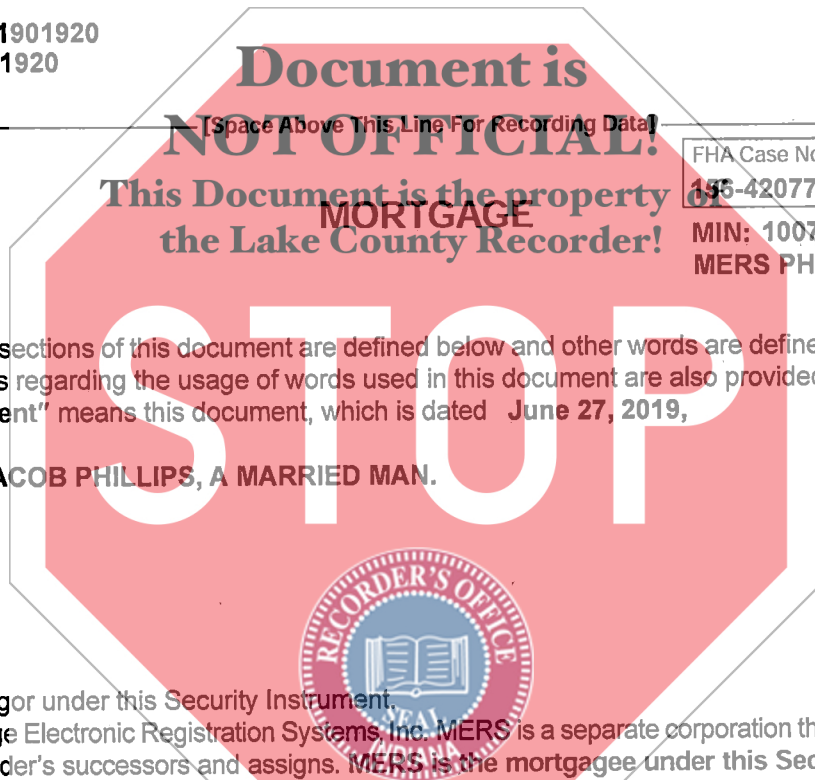 1901920
1920
Document is
NOT OFFICIAL!
[Space Above This Line For Recording Data]
This Document is the property of
the Lake County Recorder!
FHA Case No
156-42077
MORTGAGE
MIN: 1007
MERS PH
sections of this document are defined below and other words are define
s regarding the usage of words used in this document are also provided
ent" means this document, which is dated June 27, 2019,
ACOB PHILLIPS, A MARRIED MAN.
STOP
RECORDER'S OFFICE
SEAL
INDIANA
gor under this Security Instrument.
ge Electronic Registration Systems, Inc. MERS is a separate corporation th
der's successors and assigns. MERS is the mortgagee under this Sec